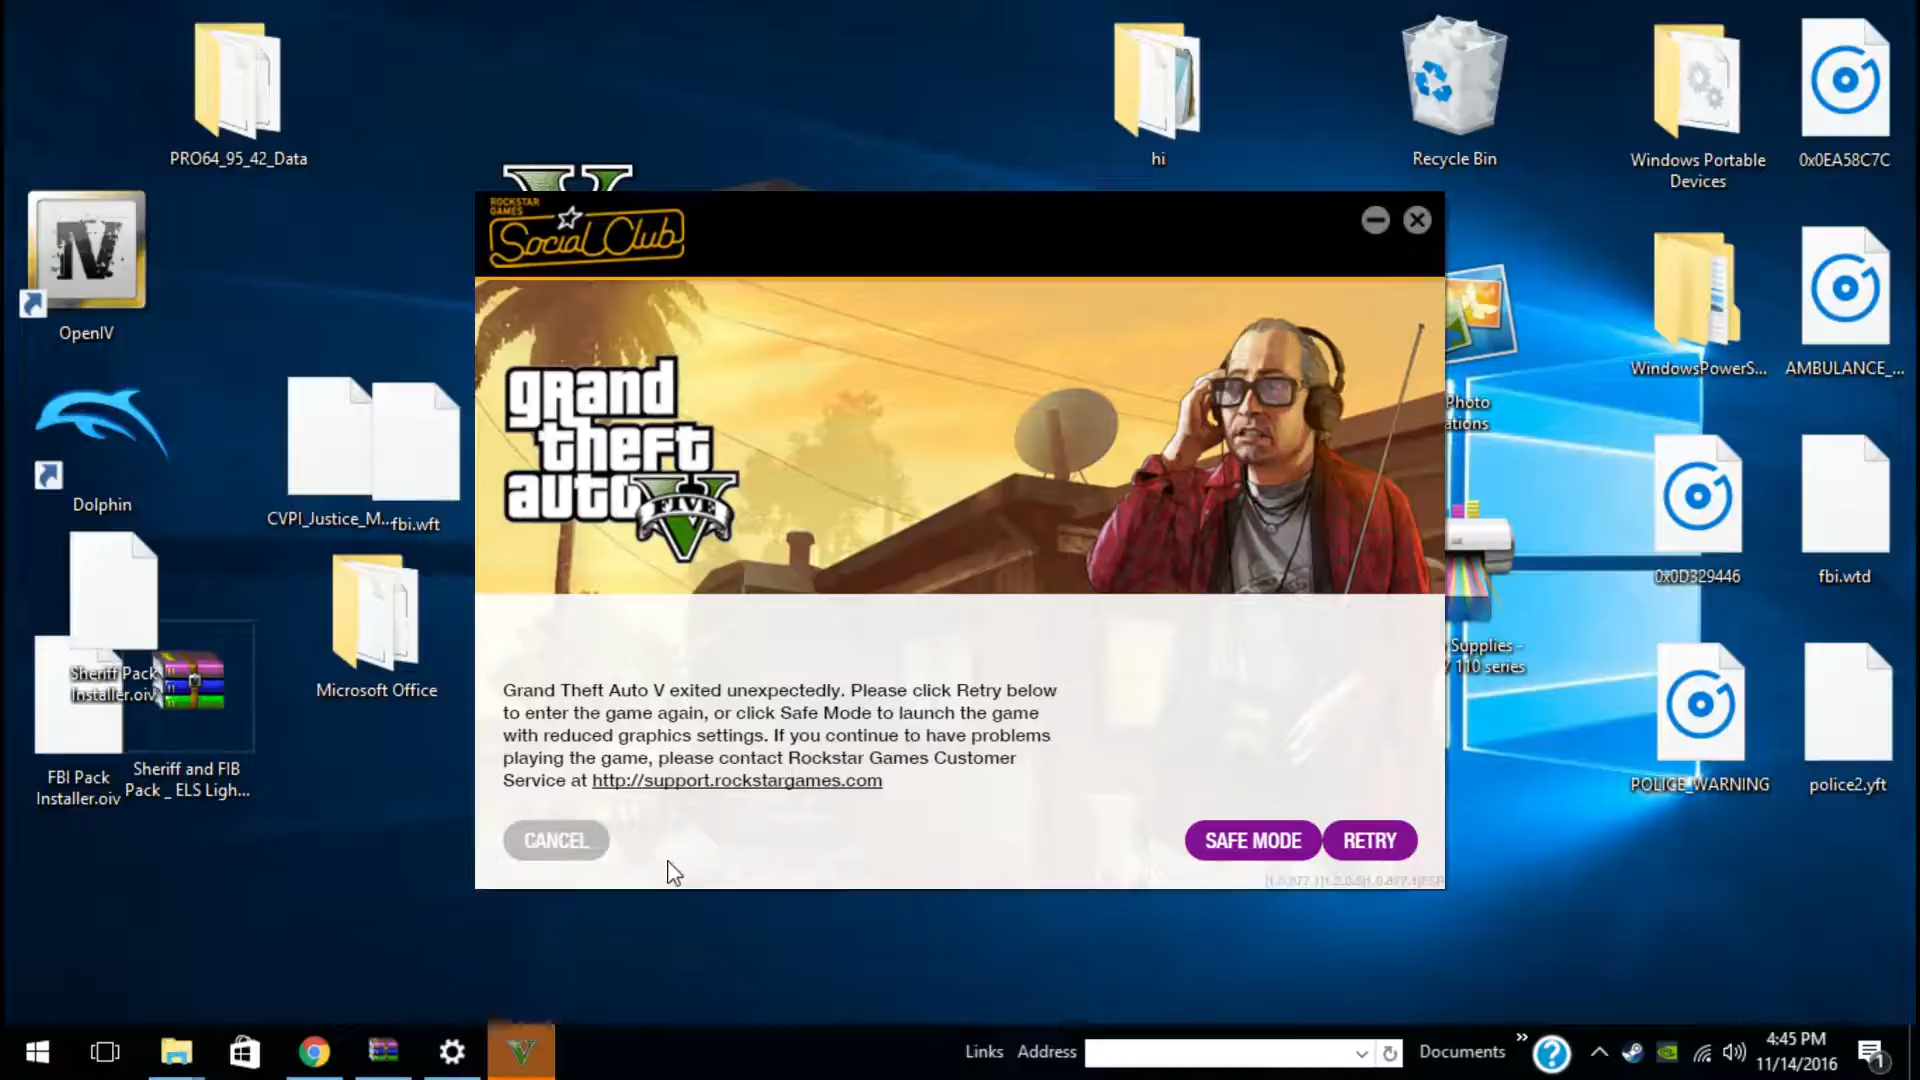 PRO64_95_42_Data
hi
Recycle Bin
Windows Portable
Devices
0x0EA58C7C
ROCKSTAR
GAMES
Social Club
OpenIV
grand
theft
auto
FIVE
WindowsPowerS...
AMBULANCE_...
Photo
ations
Dolphin
CVPI_Justice_M...
fbi.wft
0x0D329446
fbi.wtd
Sheriff Pack
Installer.oiv
Microsoft Office
Supplies -
110 series
Grand Theft Auto V exited unexpectedly. Please click Retry below
to enter the game again, or click Safe Mode to launch the game
with reduced graphics settings. If you continue to have problems
playing the game, please contact Rockstar Games Customer
Service at http://support.rockstargames.com
FBI Pack
Installer.oiv
Sheriff and FIB
Pack _ ELS Ligh...
POLICE_WARNING
police2.yft
CANCEL
SAFE MODE
RETRY
Links
Address
Documents
4:45 PM
11/14/2016
1